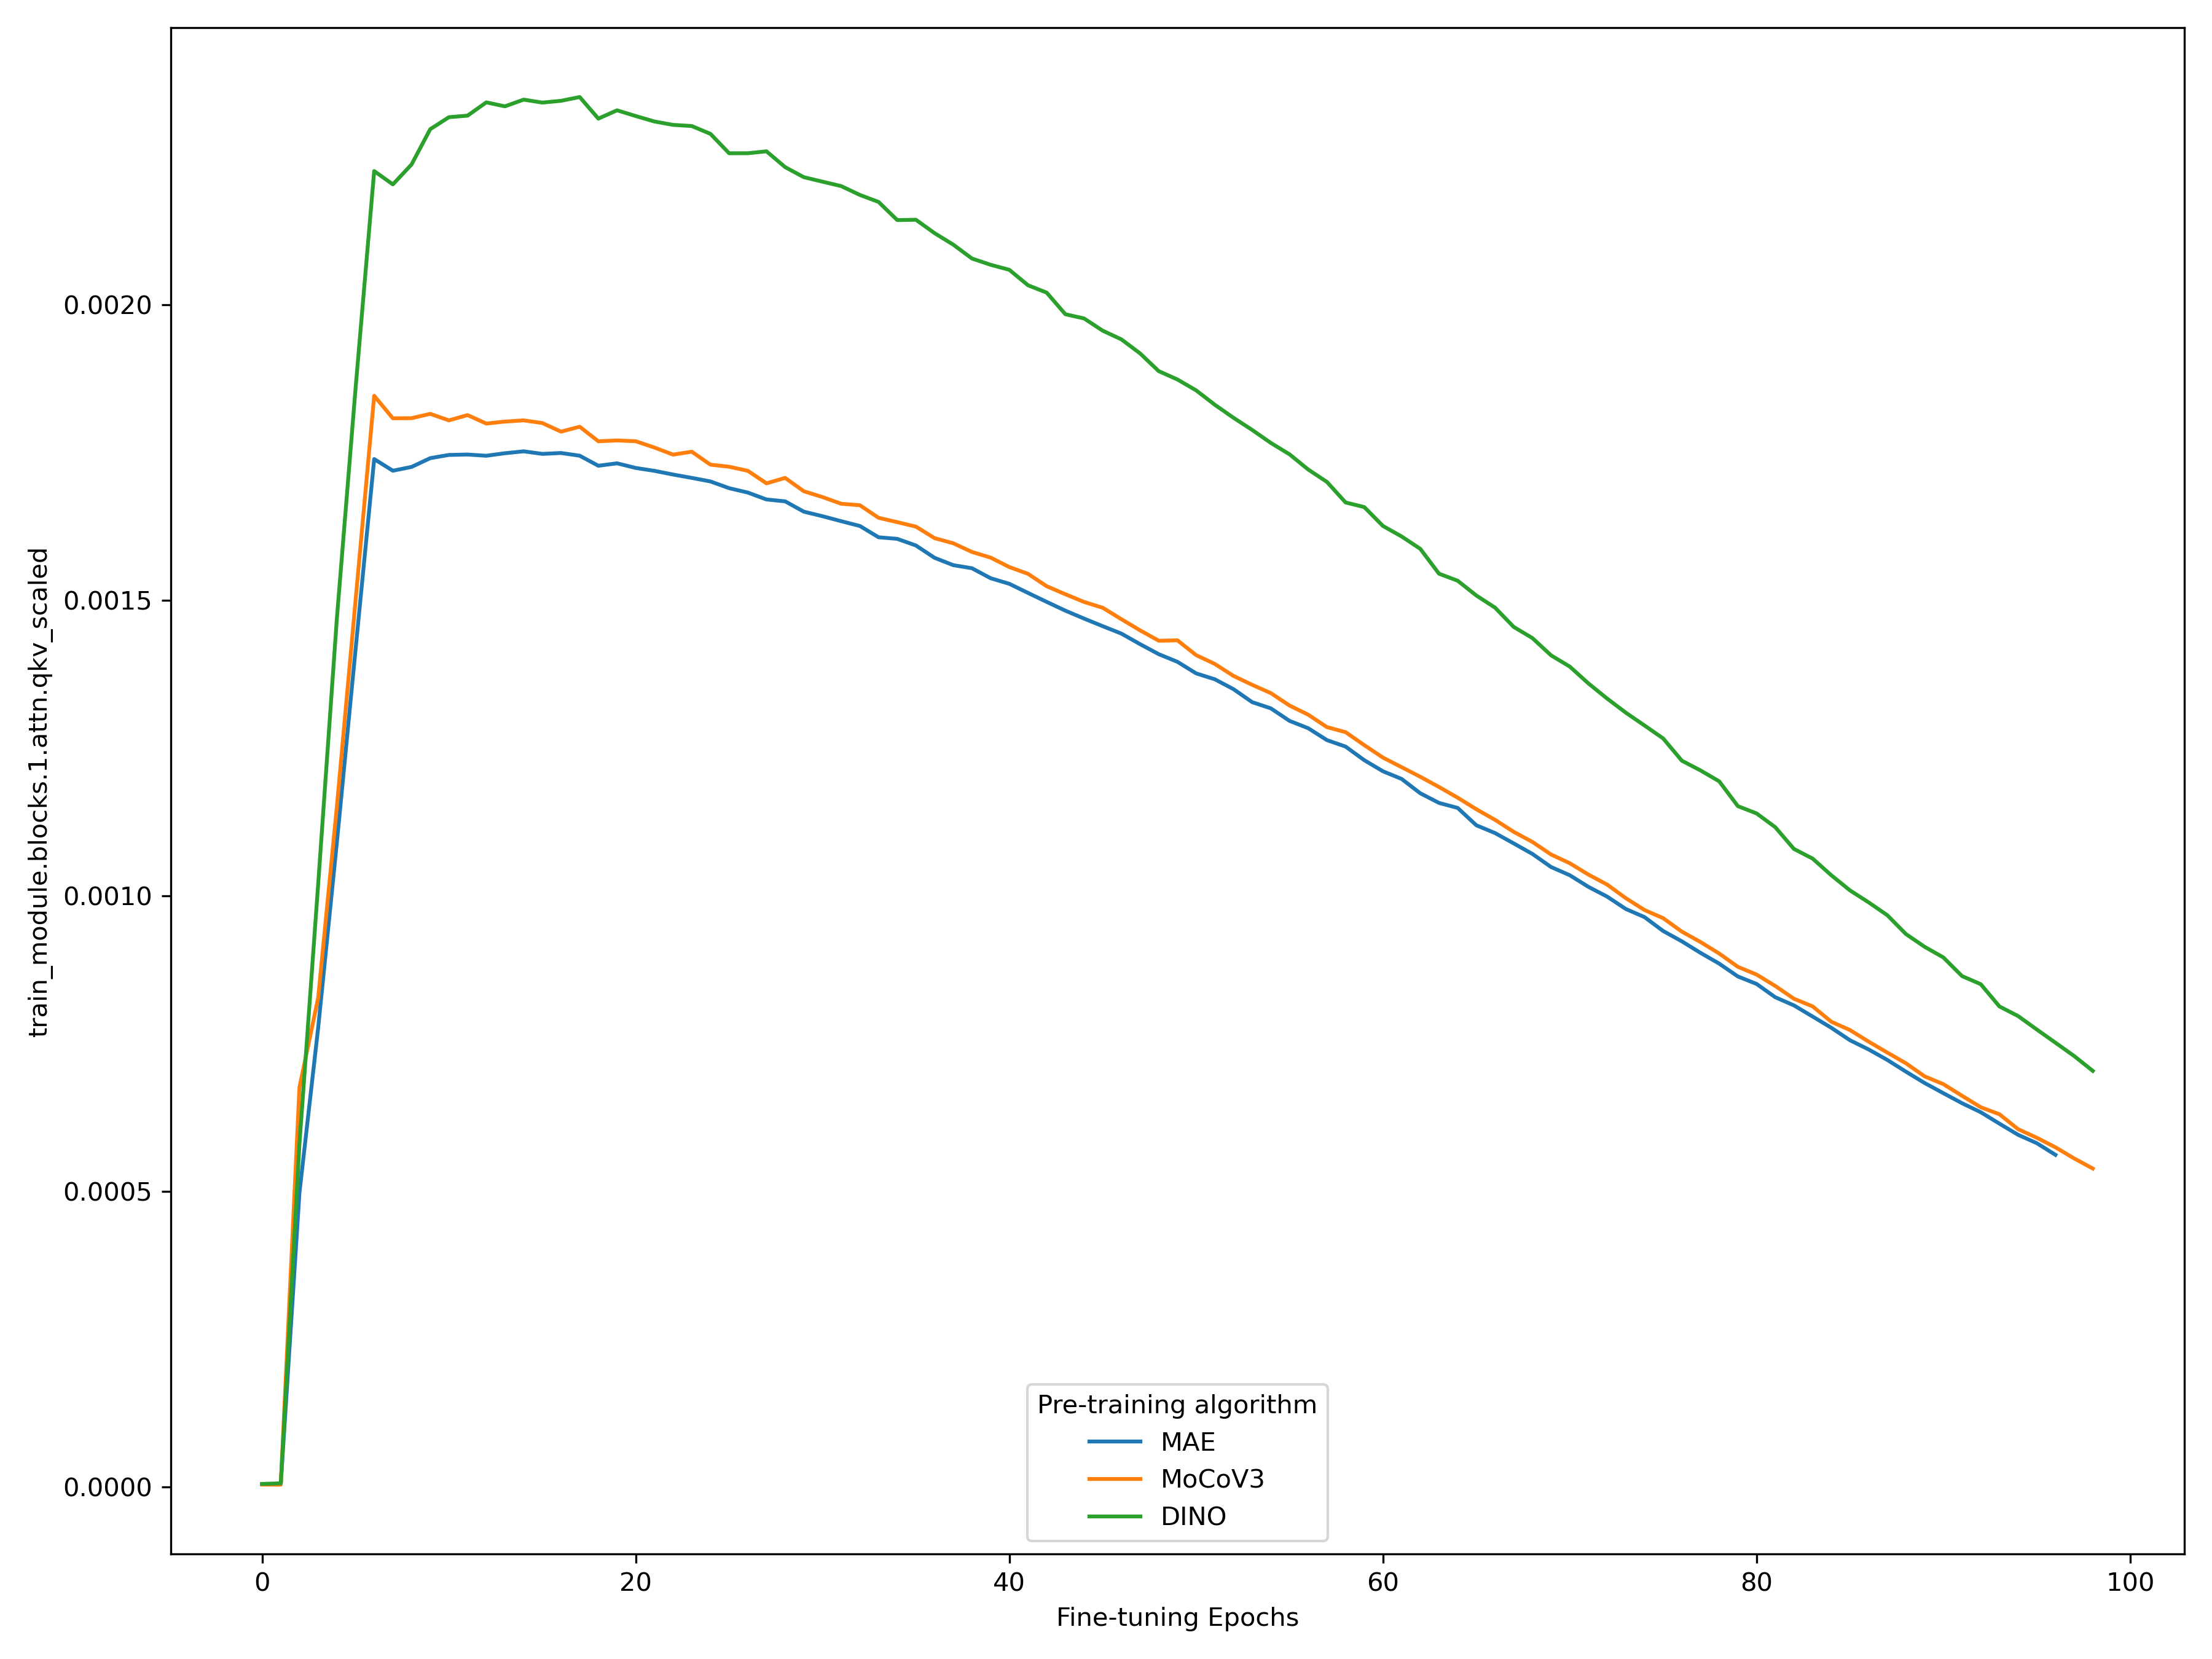 train_module.blocks.1.attn.qkv_scaled
0.0020
0.0015
0.0010
0.0005
0.0000
Pre-training algorithm
MAE
MoCoV3
DINO
0 20 40 60 80 100
Fine-tuning Epochs